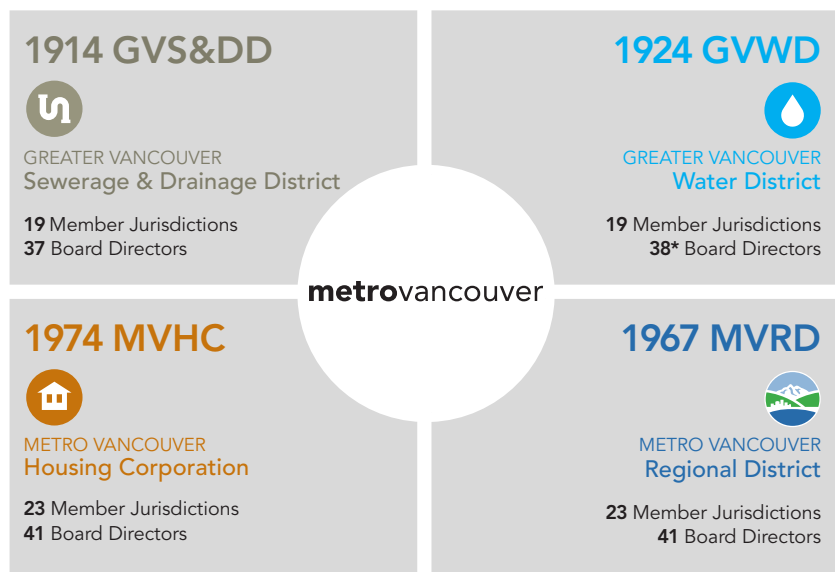 1914 GVS&DD
GREATER VANCOUVER
Sewerage & Drainage District
19 Member Jurisdictions
37 Board Directors
1924 GVWD
GREATER VANCOUVER
Water District
19 Member Jurisdictions
38* Board Directors
metrovancouver
1974 MVHC
METRO VANCOUVER
Housing Corporation
23 Member Jurisdictions
41 Board Directors
1967 MVRD
METRO VANCOUVER
Regional District
23 Member Jurisdictions
41 Board Directors